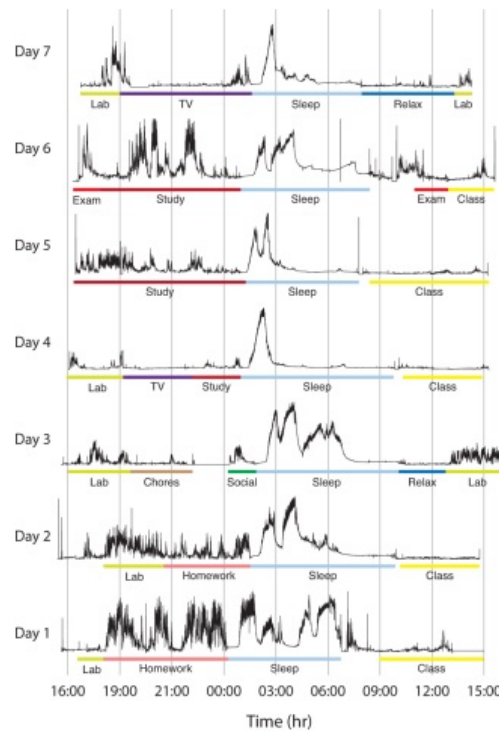 Day 7
Lab TV Sleep Relax Lab
Day 6
Exam Study Sleep Exam Class
Day 5
Study Sleep Class
Day 4
Lab TV Study Sleep Class
Day 3
Lab Chores Social Sleep Relax Lab
Day 2
Lab Homework Sleep Class
Day 1
Lab Homework Sleep Class
16:00 19:00 21:00 00:00 03:00 06:00 09:00 12:00 15:00
Time (hr)